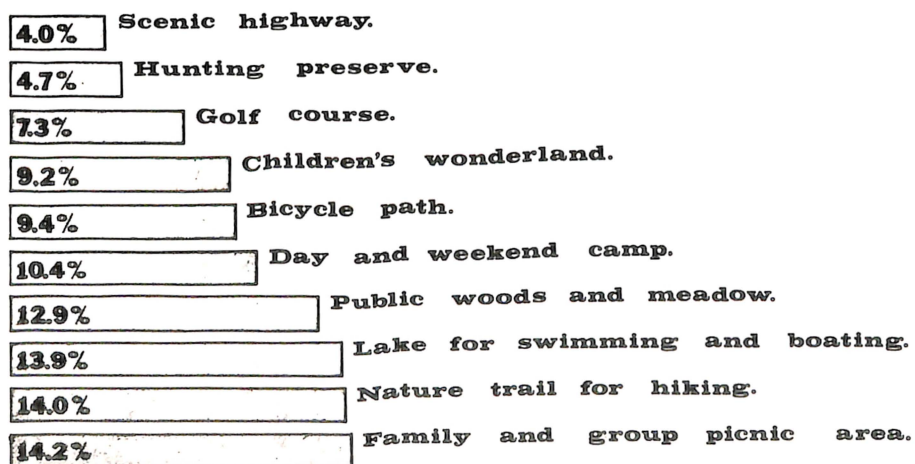 4.0% Scenic highway.
4.7% Hunting preserve.
7.3% Golf course.
9.2% Children's wonderland.
9.4% Bicycle path.
10.4% Day and weekend camp.
12.9% Public woods and meadow.
13.9% Lake for swimming and boating.
14.0% Nature trail for hiking.
14.2% Family and group picnic area.